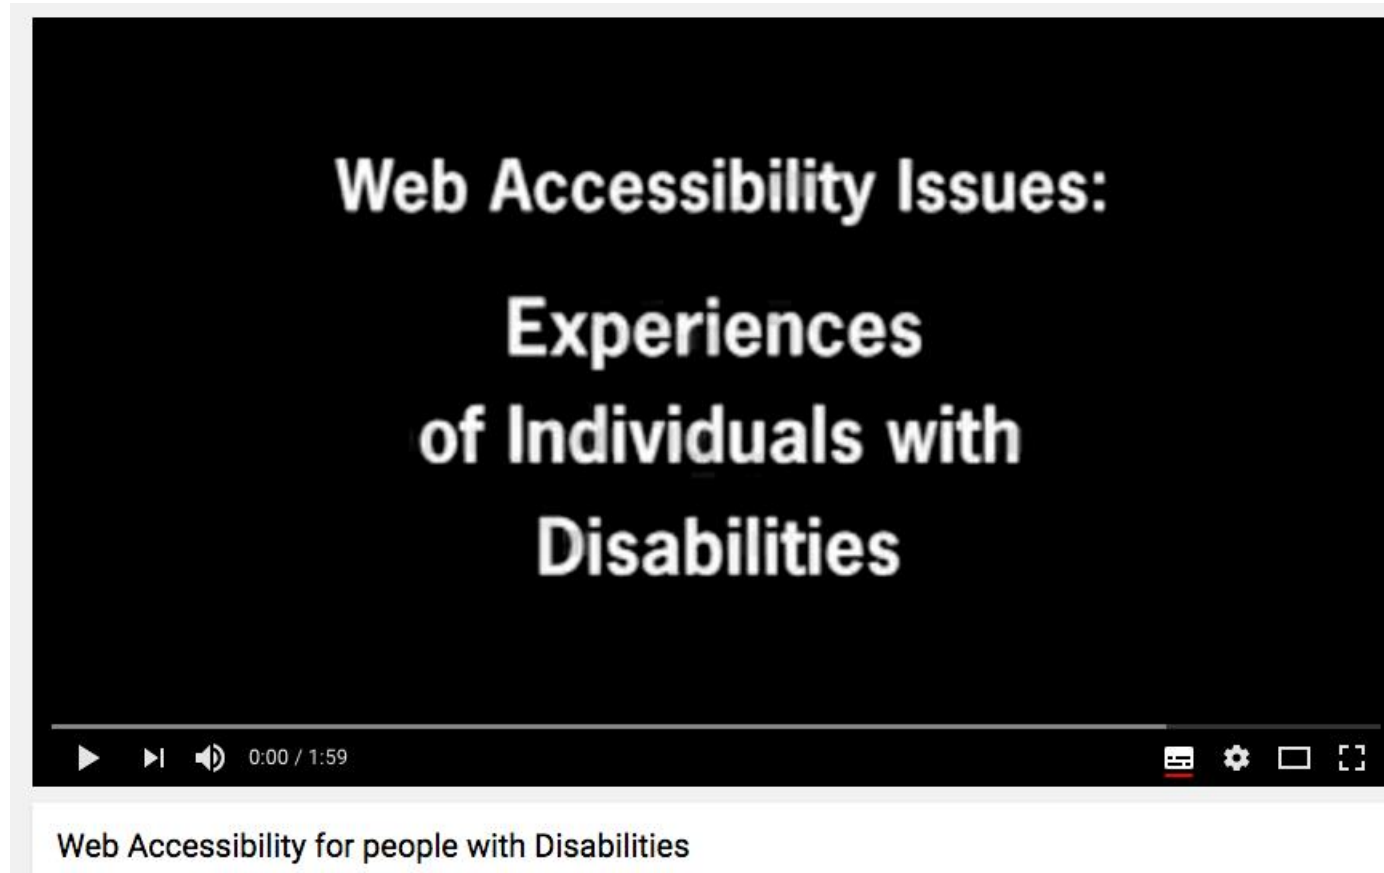 Web Accessibility Issues:
Experiences
of Individuals with
Disabilities
0:00 / 1:59
Web Accessibility for people with Disabilities